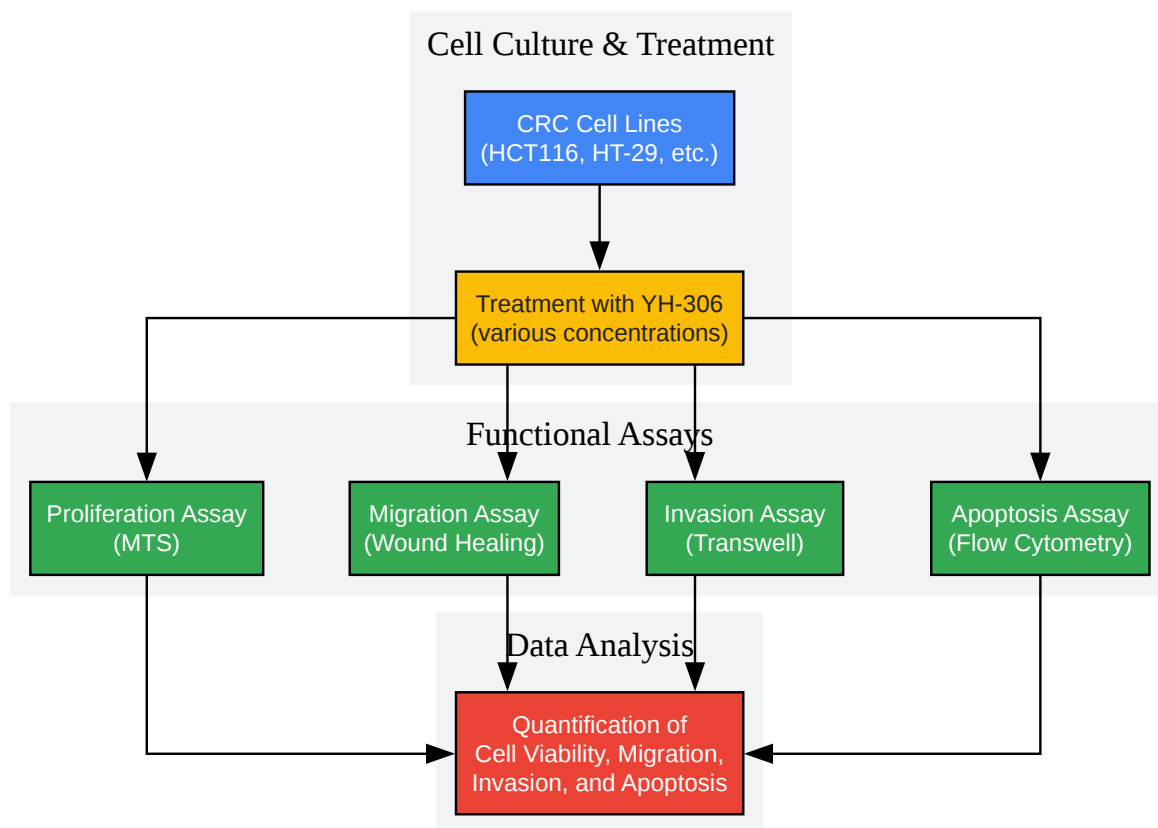 Cell Culture & Treatment
CRC Cell Lines
(HCT116, HT-29, etc.)
Treatment with YH-306
(various concentrations)
Functional Assays
Proliferation Assay
(MTS)
Migration Assay
(Wound Healing)
Invasion Assay
(Transwell)
Apoptosis Assay
(Flow Cytometry)
Data Analysis
Quantification of
Cell Viability, Migration,
Invasion, and Apoptosis